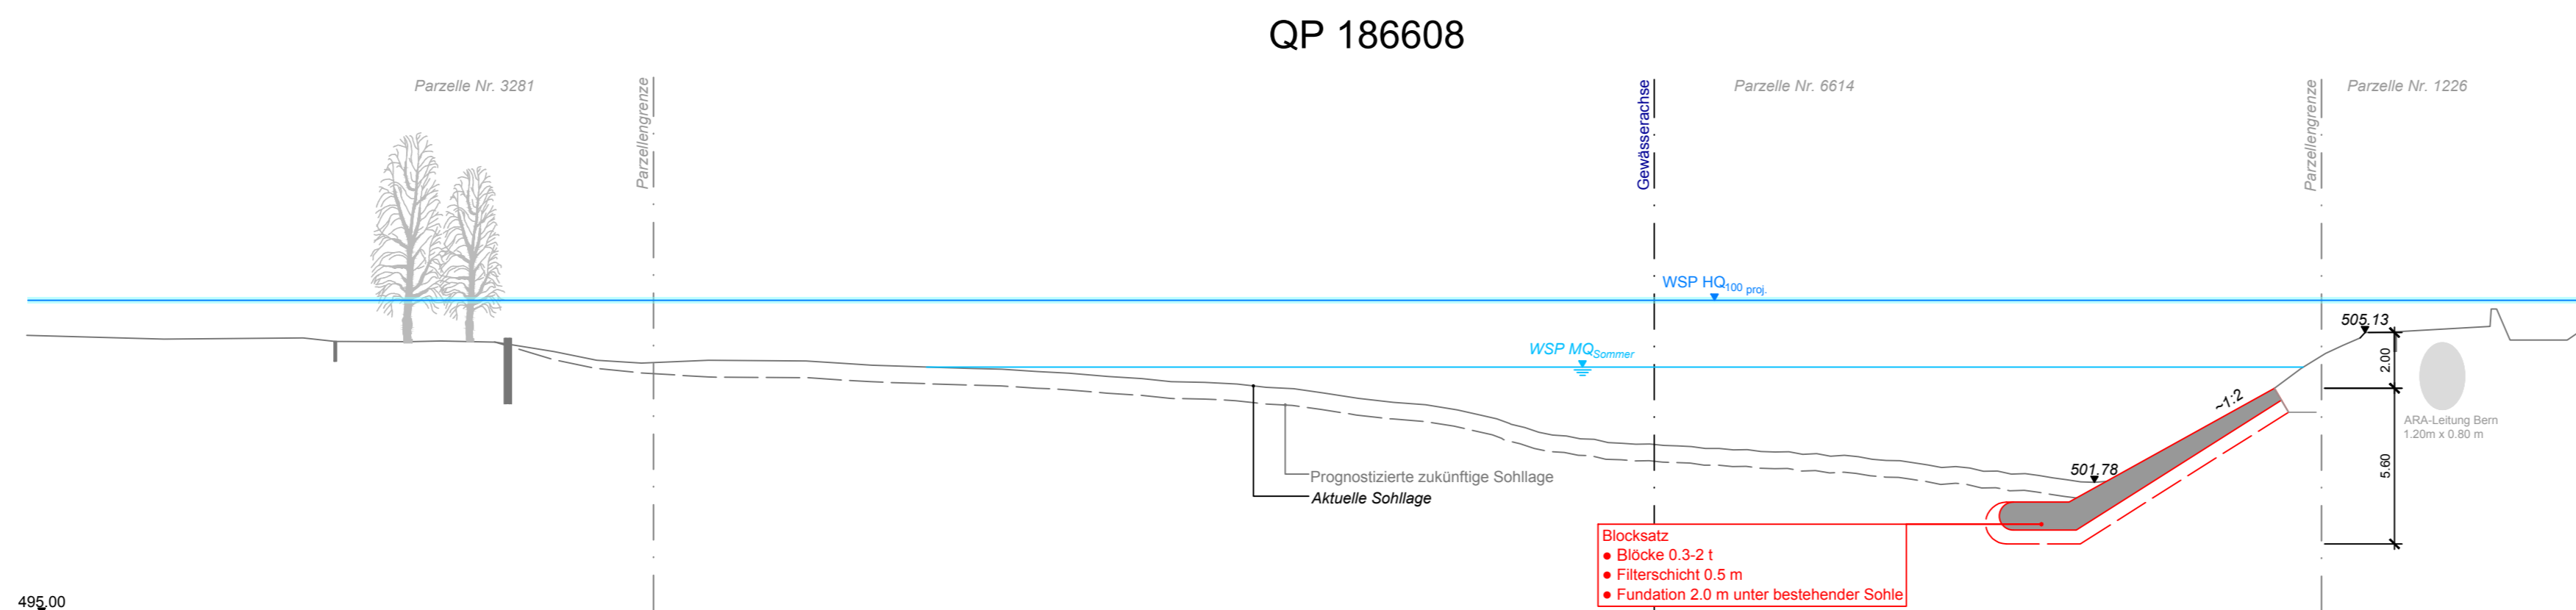 QP 186608
Parzelle Nr. 3281
Parzellengrenze
Gewässerachse
Parzelle Nr. 6614
Parzellengrenze
Parzelle Nr. 1226
WSP HQ100 proj.
WSP MQSommer
505.13
2.00
~1:2
ARA-Leitung Bern
1.20m x 0.80 m
501.78
5.60
Prognostizierte zukünftige Sohllage
Aktuelle Sohllage
Blocksatz
• Blöcke 0.3-2 t
• Filterschicht 0.5 m
• Fundation 2.0 m unter bestehender Sohle
495.00